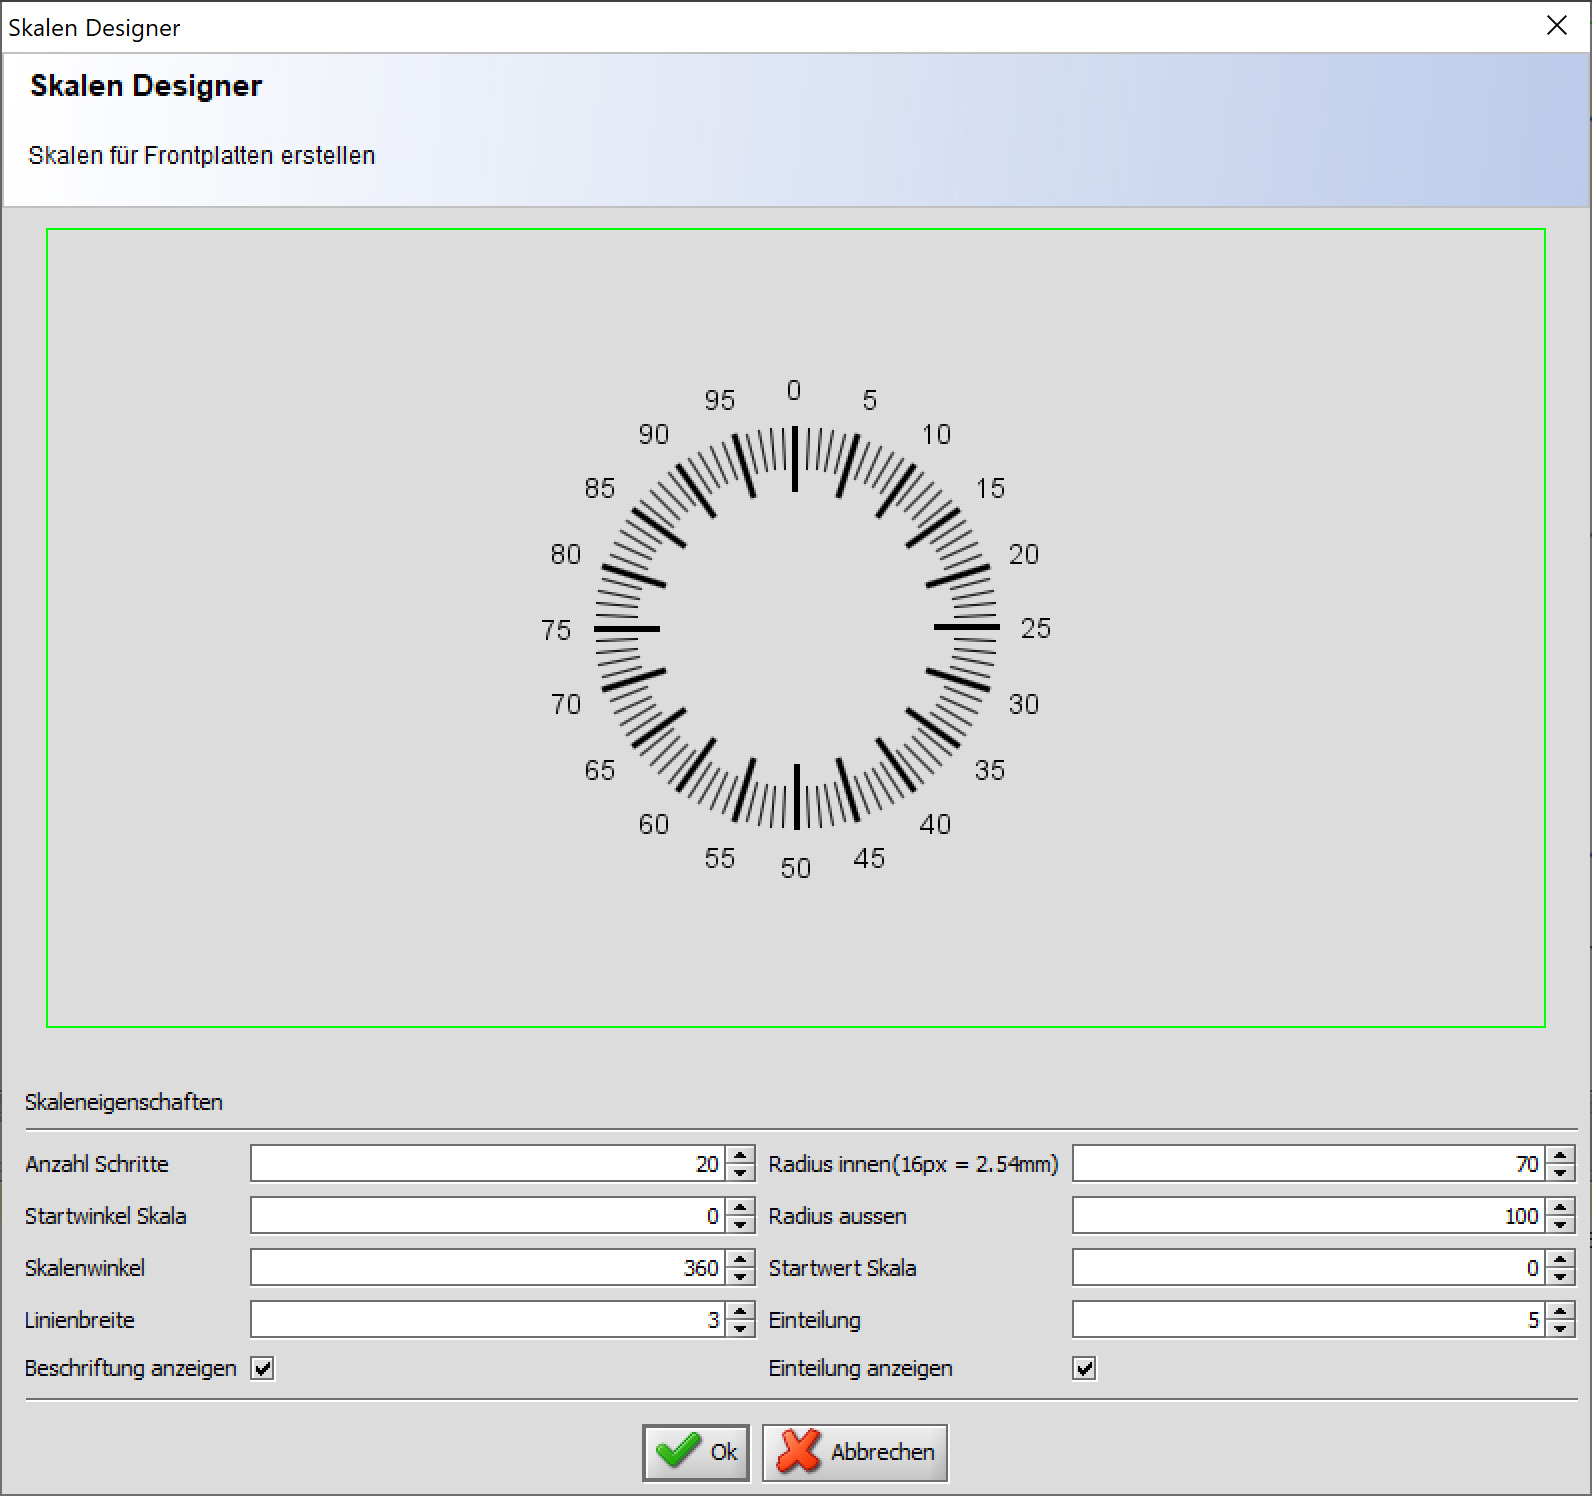 Skalen Designer
Skalen Designer
Skalen für Frontplatten erstellen
0
95 5
90 10
85 15
80 20
75 25
70 30
65 35
60 40
55 45
50
Skaleneigenschaften
Anzahl Schritte 20 Radius innen(16px = 2.54mm) 70
Startwinkel Skala 0 Radius aussen 100
Skalenwinkel 360 Startwert Skala 0
Linienbreite 3 Einteilung 5
Beschriftung anzeigen Einteilung anzeigen
Ok Abbrechen